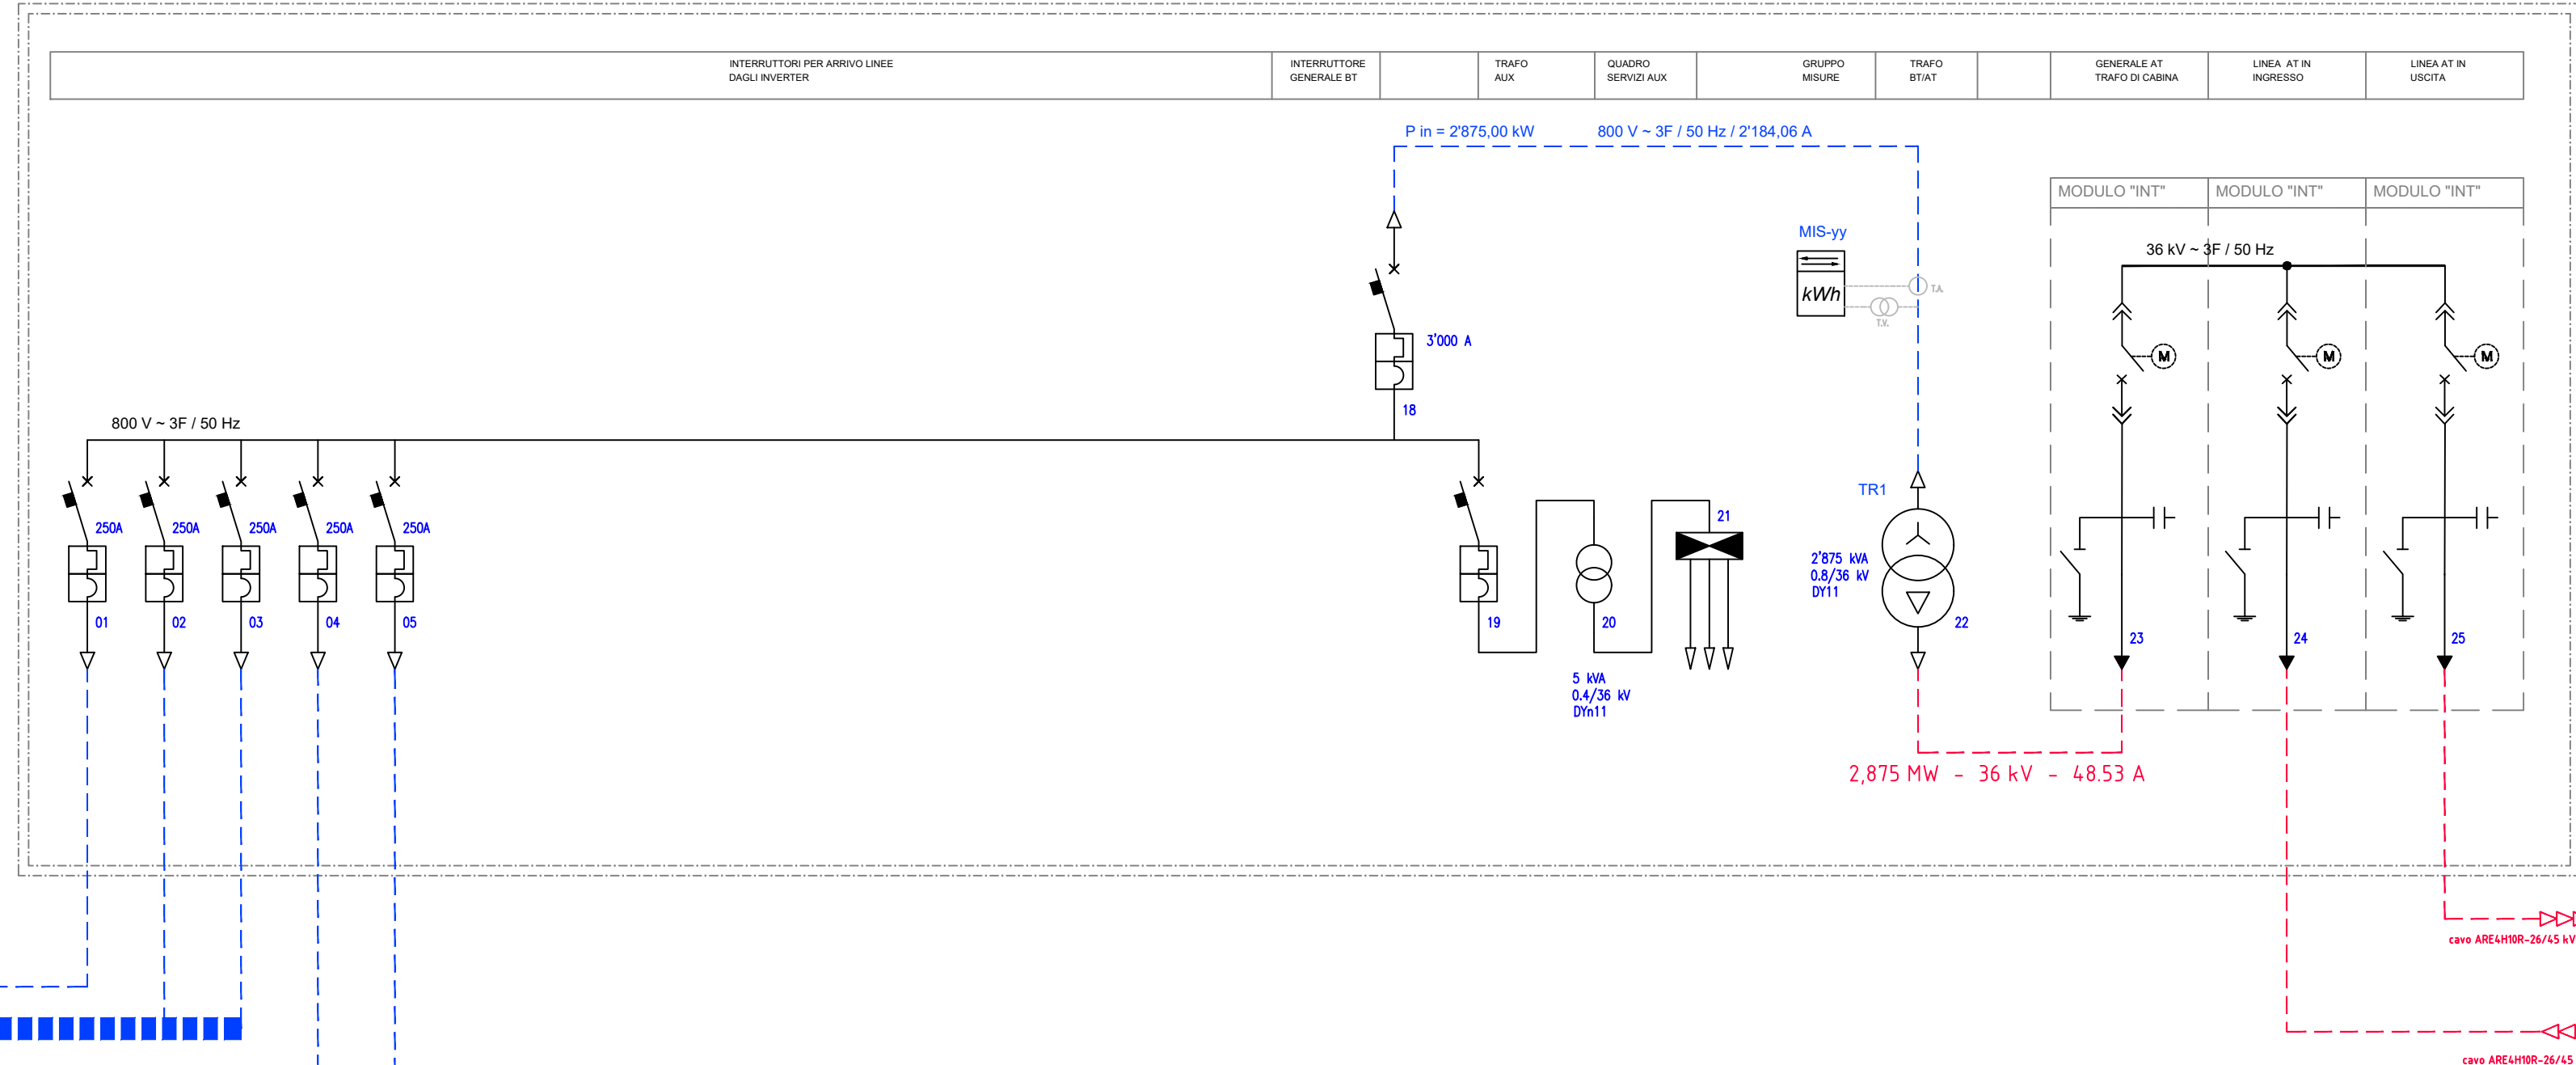 INTERRUTTORI PER ARRIVO LINEE
DAGLI INVERTER
INTERRUTTORE
GENERALE BT
TRAFO
AUX
QUADRO
SERVIZI AUX
GRUPPO
MISURE
TRAFO
BT/AT
GENERALE AT
TRAFO DI CABINA
LINEA AT IN
INGRESSO
LINEA AT IN
USCITA
P in = 2'875,00 kW
800 V ~ 3F / 50 Hz / 2'184,06 A
MODULO "INT"
MODULO "INT"
MODULO "INT"
MIS-yy
kWh
T.A.
T.V.
36 kV ~ 3F / 50 Hz
M
M
M
3'000 A
18
800 V ~ 3F / 50 Hz
250A
250A
250A
250A
250A
01
02
03
04
05
19
20
21
5 kVA
0.4/36 kV
DYn11
TR1
2'875 kVA
0.8/36 kV
DY11
22
23
24
25
2,875 MW - 36 kV - 48.53 A
cavo ARE4H10R-26/45 kV
cavo ARE4H10R-26/45